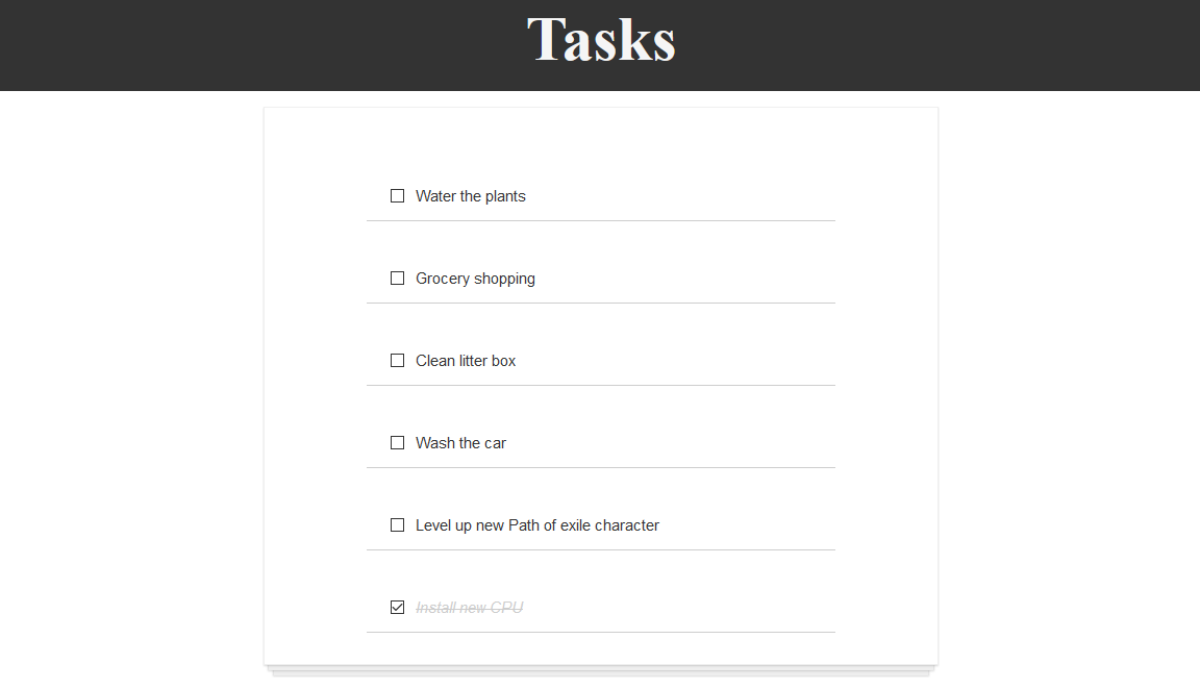 Tasks
Water the plants
Grocery shopping
Clean litter box
Wash the car
Level up new Path of exile character
Install new CPU